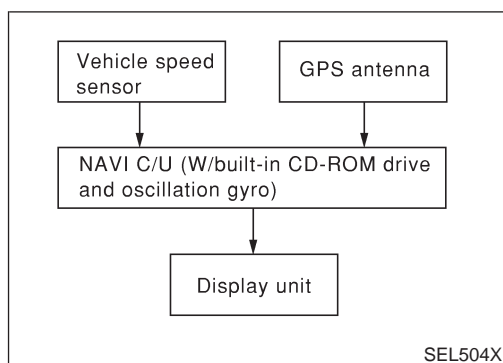 Vehicle speed
sensor
GPS antenna
NAVI C/U (W/built-in CD-ROM drive
and oscillation gyro)
Display unit
SEL504X